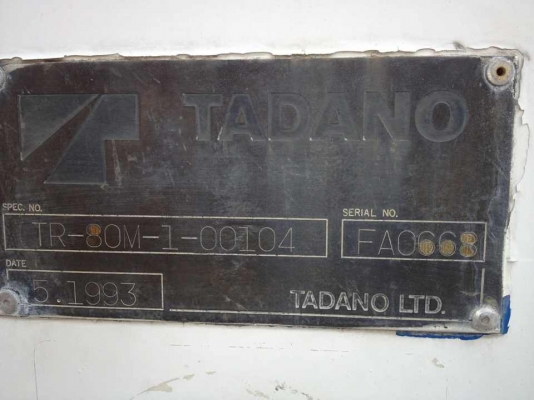 TADANO
SPEC. NO.
SERIAL NO.
TR-80M-1-00104
FA0668
DATE
5.1993
TADANO LTD.